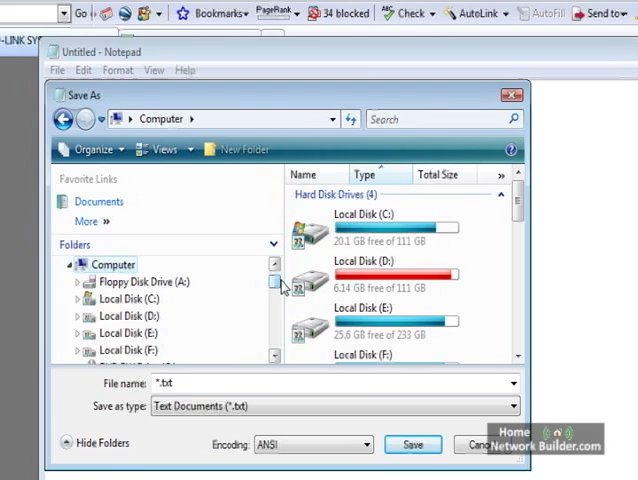 Go
Bookmarks
PageRank
34 blocked
ABC
Check
AutoLink
AutoFill
Send to
Untitled - Notepad
File Edit Format View Help
Save As
Computer
Search
Organize
Views
New Folder
Favorite Links
Documents
More »
Folders
Computer
Floppy Disk Drive (A:)
Local Disk (C:)
Local Disk (D:)
Local Disk (E:)
Local Disk (F:)
Name Type Total Size »
Hard Disk Drives (4)
Local Disk (C:)
20.1 GB free of 111 GB
Local Disk (D:)
6.14 GB free of 111 GB
Local Disk (E:)
25.6 GB free of 233 GB
Local Disk (F:)
File name: *.txt
Save as type: Text Documents (*.txt)
Hide Folders
Encoding: ANSI
Save
Home
Network Builder.com